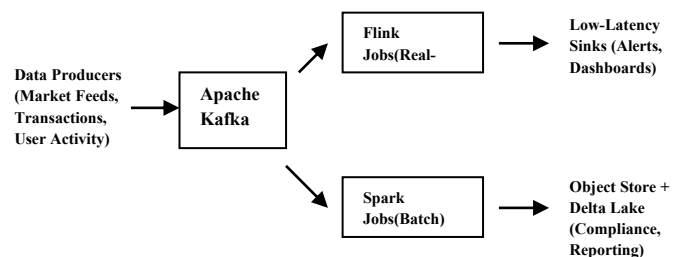 Data Producers
(Market Feeds,
Transactions,
User Activity)
Apache
Kafka
Flink
Jobs(Real-
Low-Latency
Sinks (Alerts,
Dashboards)
Spark
Jobs(Batch)
Object Store +
Delta Lake
(Compliance,
Reporting)